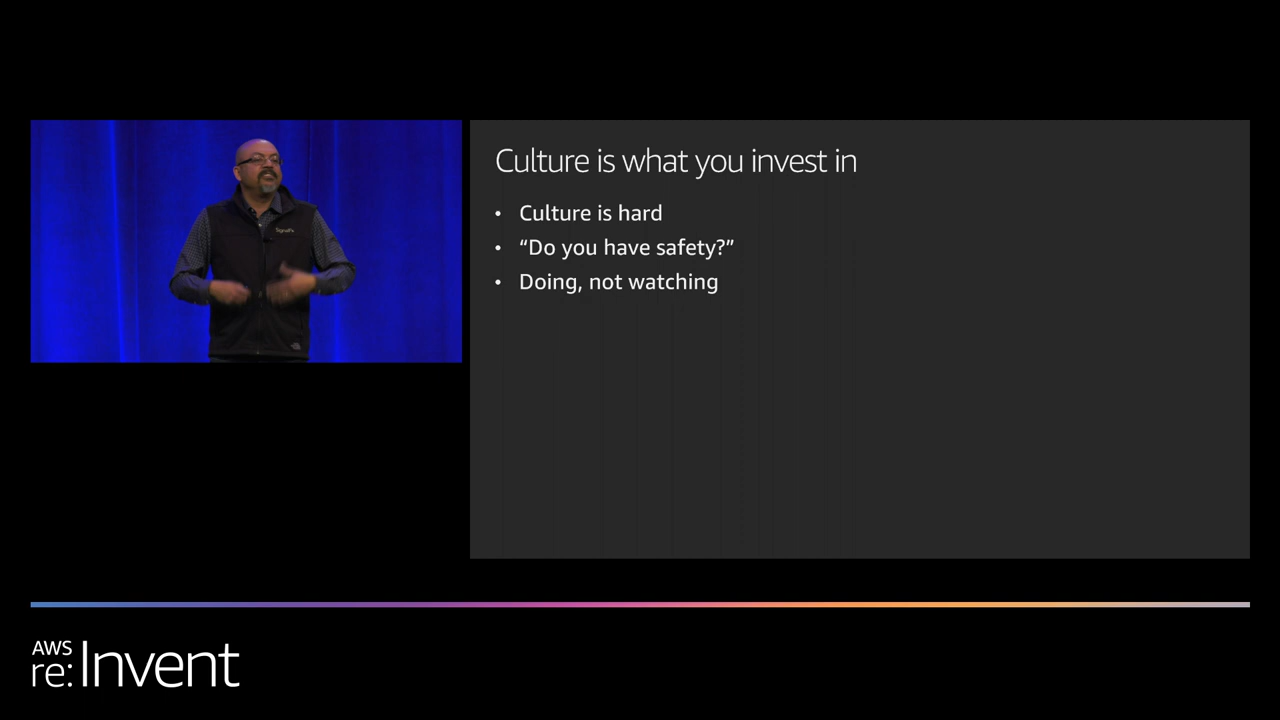 Culture is what you invest in
• Culture is hard
• “Do you have safety?”
• Doing, not watching
AWS
re:Invent